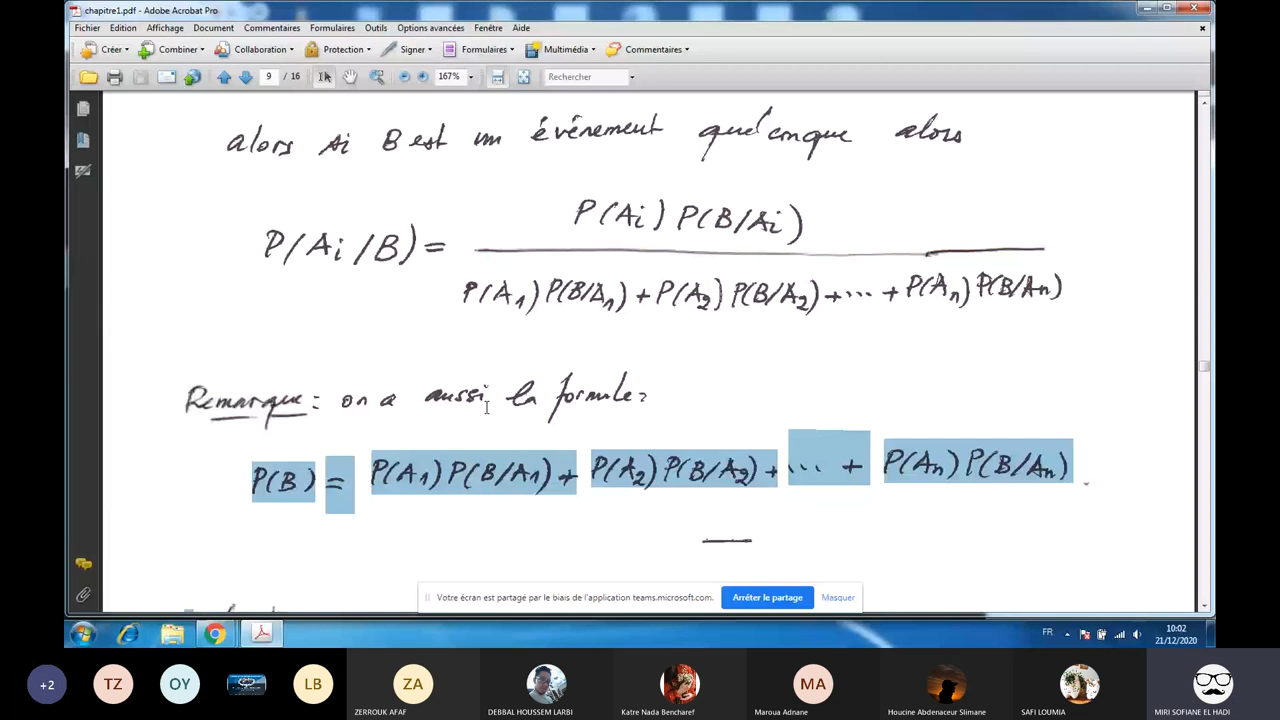 chapitre1.pdf - Adobe Acrobat Pro
Fichier Edition Affichage Document Commentaires Formulaires Outils Options avancées Fenêtre Aide
Créer Combiner Collaboration Protection Signer Formulaires Multimédia Commentaires
9 / 16 167% Rechercher
alors si B est un événement quelconque alors
P(Ai/B) = P(Ai) P(B/Ai)
P(A1) P(B/A1) + P(A2) P(B/A2) + ... + P(An) P(B/An)
Remarque : on a aussi la formule :
P(B) = P(A1) P(B/A1) + P(A2) P(B/A2) + ... + P(An) P(B/An).
Votre écran est partagé par le biais de l'application teams.microsoft.com. Arrêter le partage Masquer
FR 10:02
21/12/2020
+2 TZ OY LB ZA MA
ZERROUK AFAF DEBBAL HOUSSEM LARBI Katre Nada Bencharef Maroua Adnane Houcine Abdenaceur Slimane SAFI LOUMIA MIRI SOFIANE EL HADI